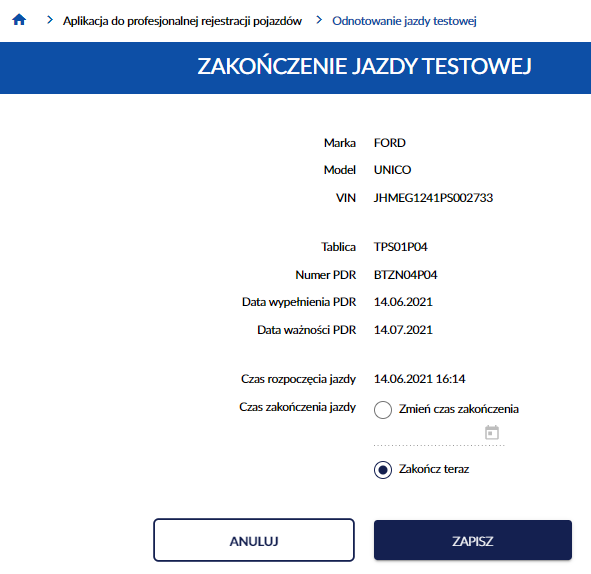 Aplikacja do profesjonalnej rejestracji pojazdów Odnotowanie jazdy testowej
ZAKOŃCZENIE JAZDY TESTOWEJ
Marka FORD
Model UNICO
VIN JHMEG1241PS002733
Tablica TPS01P04
Numer PDR BTZN04P04
Data wypełnienia PDR 14.06.2021
Data ważności PDR 14.07.2021
Czas rozpoczęcia jazdy 14.06.2021 16:14
Czas zakończenia jazdy Zmień czas zakończenia
Zakończ teraz
ANULUJ ZAPISZ